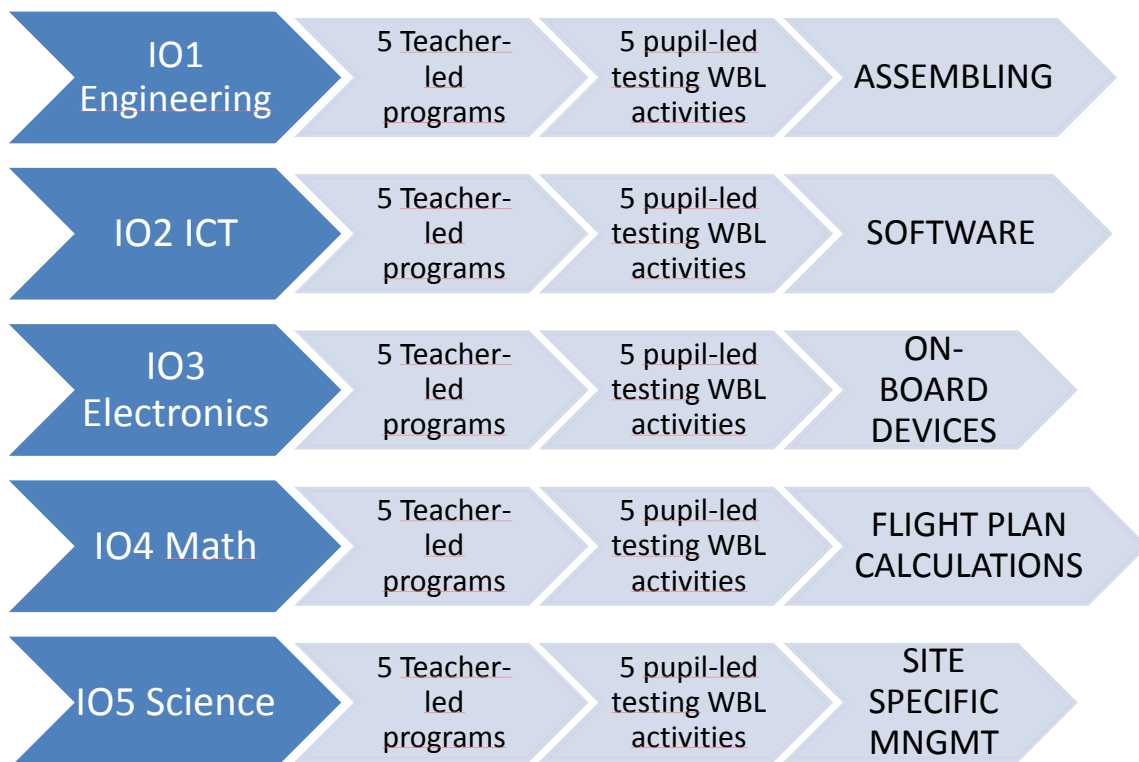 IO1
Engineering
5 Teacher-
led
programs
5 pupil-led
testing WBL
activities
ASSEMBLING
IO2 ICT
5 Teacher-
led
programs
5 pupil-led
testing WBL
activities
SOFTWARE
IO3
Electronics
5 Teacher-
led
programs
5 pupil-led
testing WBL
activities
ON-
BOARD
DEVICES
IO4 Math
5 Teacher-
led
programs
5 pupil-led
testing WBL
activities
FLIGHT PLAN
CALCULATIONS
IO5 Science
5 Teacher-
led
programs
5 pupil-led
testing WBL
activities
SITE
SPECIFIC
MNGMT